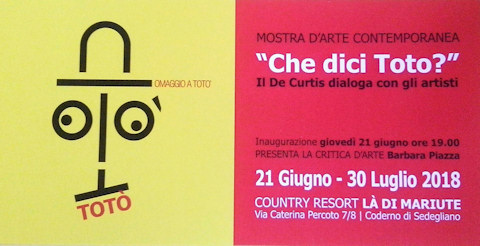 OMAGGIO A TOTO'
TOTÒ
MOSTRA D'ARTE CONTEMPORANEA
"Che dici Toto?"
Il De Curtis dialoga con gli artisti
Inaugurazione giovedì 21 giugno ore 19.00
PRESENTA LA CRITICA D'ARTE Barbara Piazza
21 Giugno - 30 Luglio 2018
COUNTRY RESORT LÀ DI MARIUTE
Via Caterina Percoto 7/8 | Coderno di Sedegliano